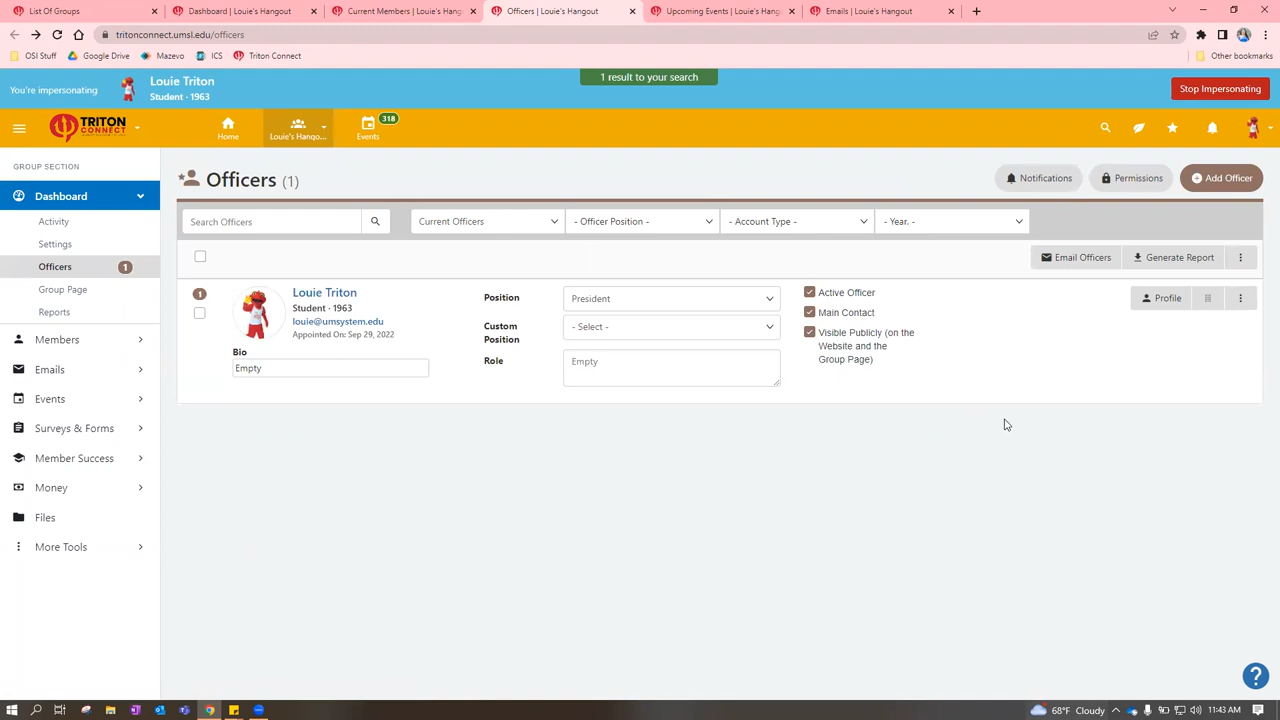 List Of Groups
Dashboard | Louie's Hangout
Current Members | Louie's Hango
Officers | Louie's Hangout
Upcoming Events | Louie's Hang
Emails | Louie's Hangout
tritonconnect.umsl.edu/officers
OSI Stuff
Google Drive
Mazevo
ICS
Triton Connect
Other bookmarks
You're impersonating
Louie Triton
Student - 1963
1 result to your search
Stop Impersonating
TRITON
CONNECT
Home
Louie's Hango...
Events
318
GROUP SECTION
Dashboard
Activity
Settings
Officers 1
Group Page
Reports
Members
Emails
Events
Surveys & Forms
Member Success
Money
Files
More Tools
Officers (1)
Notifications
Permissions
Add Officer
Search Officers
Current Officers
- Officer Position -
- Account Type -
- Year. -
Email Officers
Generate Report
1
Louie Triton
Student - 1963
louie@umsystem.edu
Appointed On: Sep 29, 2022
Bio
Empty
Position
President
Custom
Position
- Select -
Role
Empty
Active Officer
Main Contact
Visible Publicly (on the
Website and the
Group Page)
Profile
?
68°F Cloudy
11:43 AM